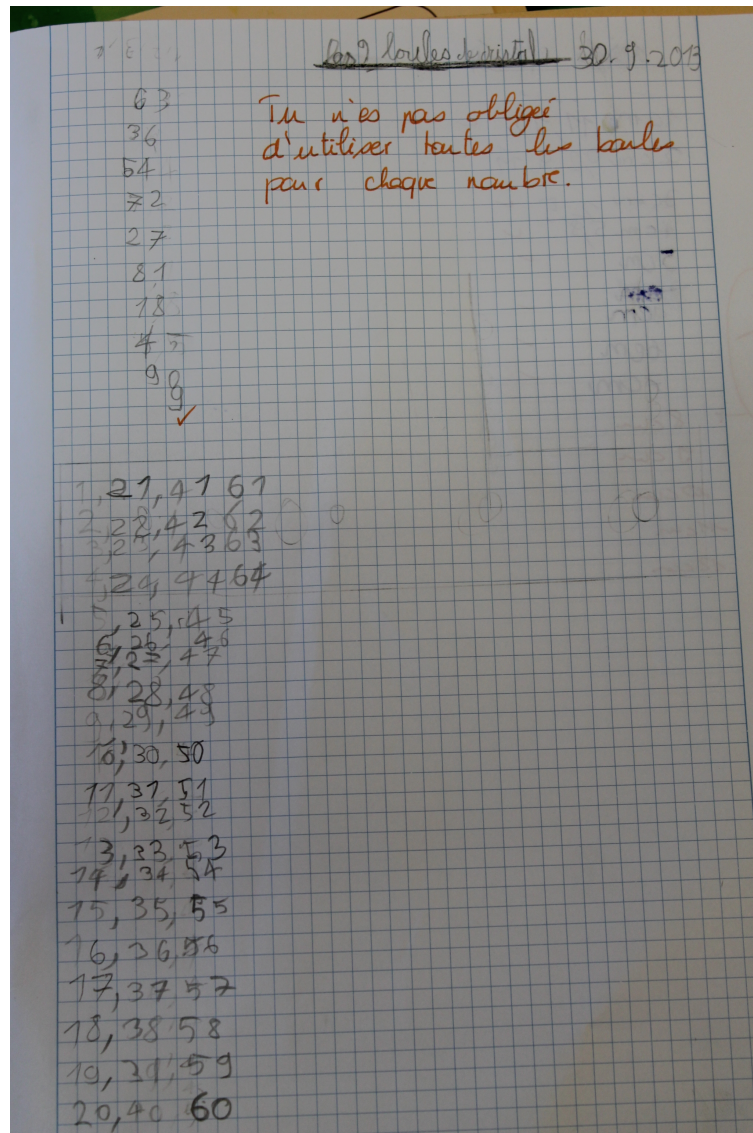 Les 9 boules de cristal 30.9.2013
63
Tu n'es pas obligée
36
d'utiliser toutes les boules
54
pour chaque nombre.
72
27
81
18
45
90
9
1, 21, 41 61
2, 22, 42 62
3, 23, 43 63
4, 24, 44 64
5, 25, 45
6, 26, 46
7, 27, 47
8, 28, 48
9, 29, 49
10, 30, 50
11, 31, 51
12, 32, 52
13, 33, 53
14, 34 54
15, 35, 55
16, 36, 56
17, 37 57
18, 38 58
19, 39, 59
20, 40 60